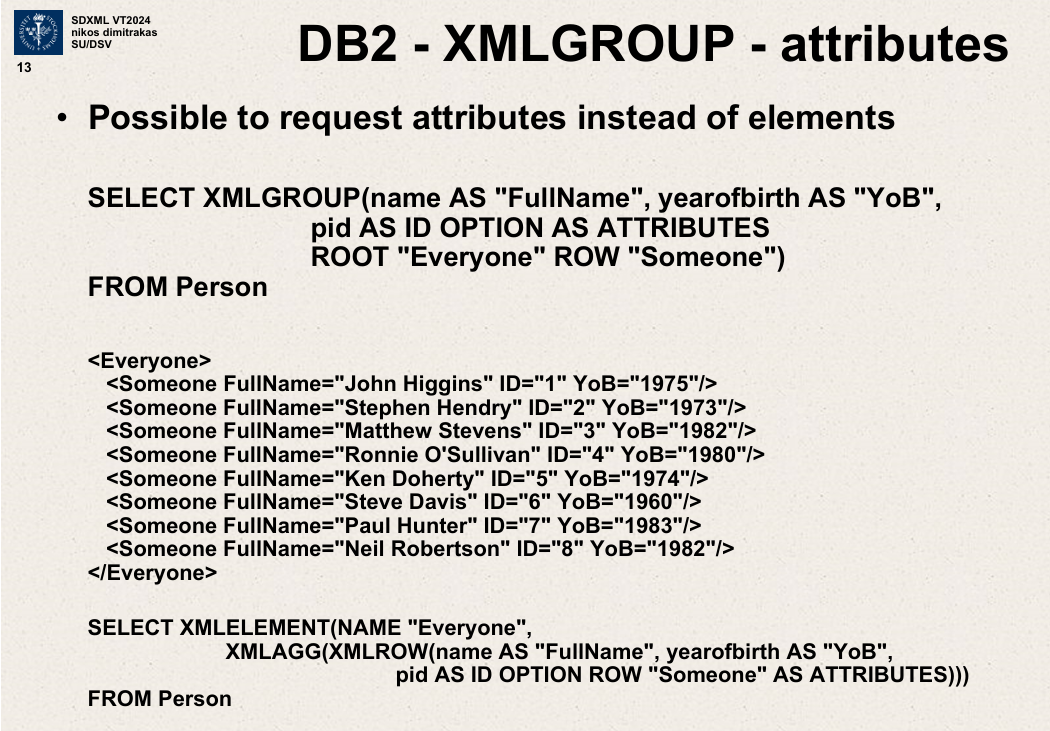 SDXML VT2024
nikos dimitrakas
SU/DSV
13
DB2 - XMLGROUP - attributes
• Possible to request attributes instead of elements
SELECT XMLGROUP(name AS "FullName", yearofbirth AS "YoB",
pid AS ID OPTION AS ATTRIBUTES
ROOT "Everyone" ROW "Someone")
FROM Person
<Everyone>
<Someone FullName="John Higgins" ID="1" YoB="1975"/>
<Someone FullName="Stephen Hendry" ID="2" YoB="1973"/>
<Someone FullName="Matthew Stevens" ID="3" YoB="1982"/>
<Someone FullName="Ronnie O'Sullivan" ID="4" YoB="1980"/>
<Someone FullName="Ken Doherty" ID="5" YoB="1974"/>
<Someone FullName="Steve Davis" ID="6" YoB="1960"/>
<Someone FullName="Paul Hunter" ID="7" YoB="1983"/>
<Someone FullName="Neil Robertson" ID="8" YoB="1982"/>
</Everyone>
SELECT XMLELEMENT(NAME "Everyone",
XMLAGG(XMLROW(name AS "FullName", yearofbirth AS "YoB",
pid AS ID OPTION ROW "Someone" AS ATTRIBUTES)))
FROM Person